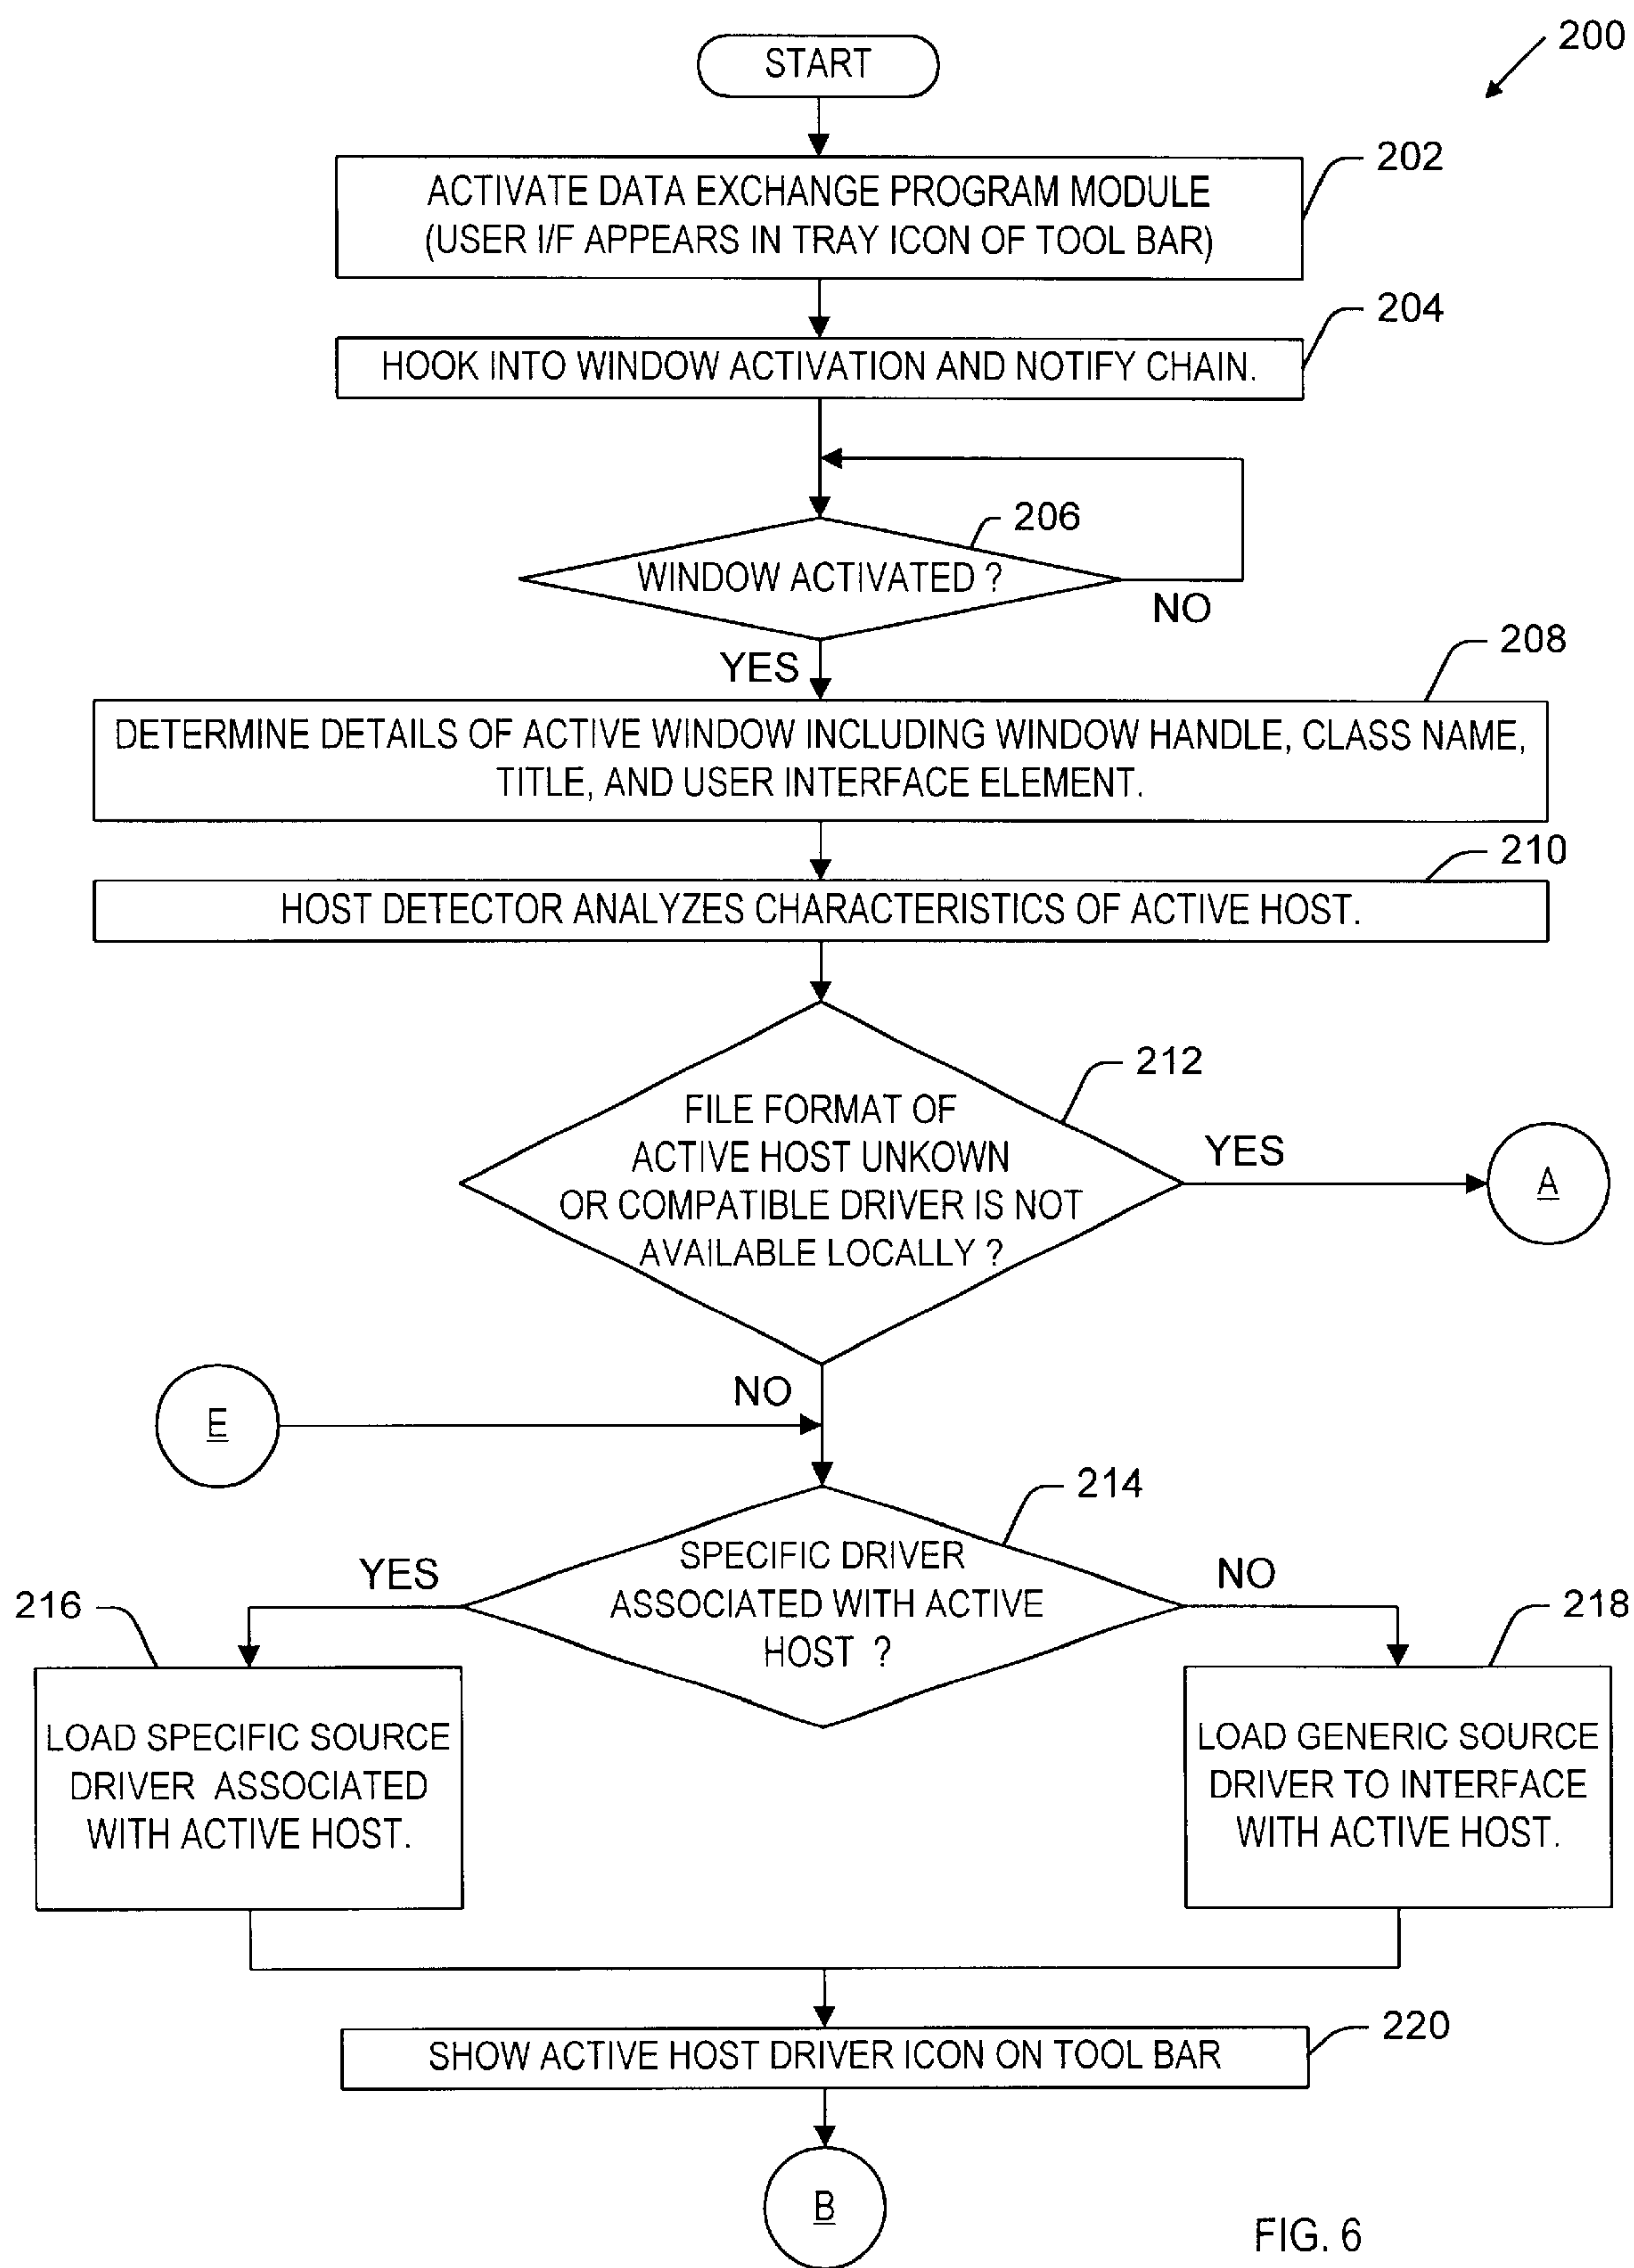 200
START
202
ACTIVATE DATA EXCHANGE PROGRAM MODULE
(USER I/F APPEARS IN TRAY ICON OF TOOL BAR)
204
HOOK INTO WINDOW ACTIVATION AND NOTIFY CHAIN.
206
WINDOW ACTIVATED ?
NO
YES
208
DETERMINE DETAILS OF ACTIVE WINDOW INCLUDING WINDOW HANDLE, CLASS NAME,
TITLE, AND USER INTERFACE ELEMENT.
210
HOST DETECTOR ANALYZES CHARACTERISTICS OF ACTIVE HOST.
212
FILE FORMAT OF
ACTIVE HOST UNKOWN
OR COMPATIBLE DRIVER IS NOT
AVAILABLE LOCALLY ?
YES
A
NO
E
214
SPECIFIC DRIVER
ASSOCIATED WITH ACTIVE
HOST ?
YES
NO
216
218
LOAD SPECIFIC SOURCE
DRIVER ASSOCIATED
WITH ACTIVE HOST.
LOAD GENERIC SOURCE
DRIVER TO INTERFACE
WITH ACTIVE HOST.
220
SHOW ACTIVE HOST DRIVER ICON ON TOOL BAR
B
FIG. 6